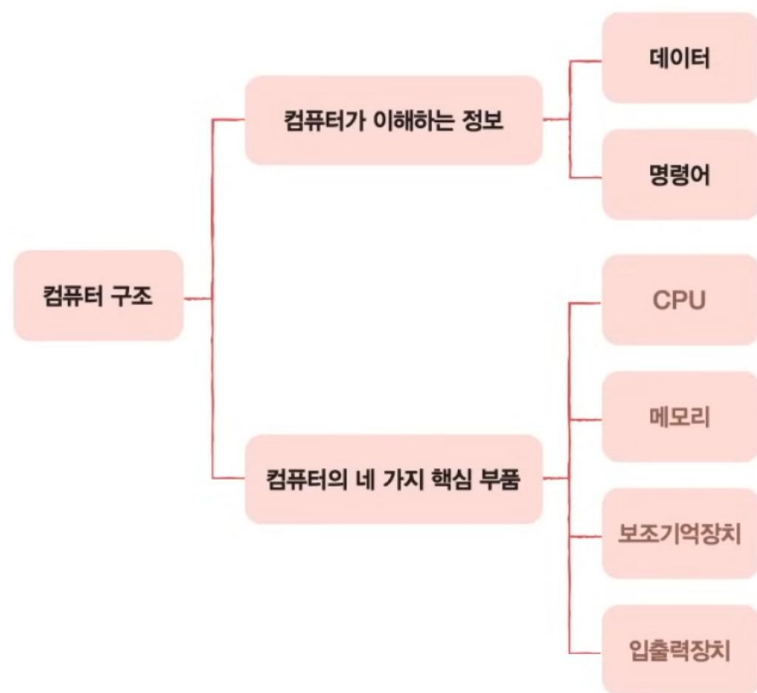 컴퓨터 구조
컴퓨터가 이해하는 정보
데이터
명령어
컴퓨터의 네 가지 핵심 부품
CPU
메모리
보조기억장치
입출력장치